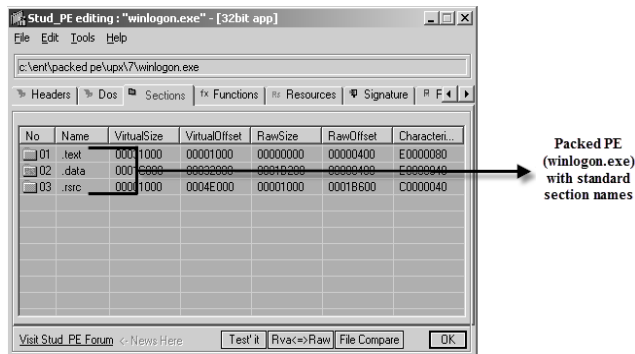 Stud_PE editing : "winlogon.exe" - [32bit app]
File Edit Tools Help
c:\ent\packed pe\upx\7\winlogon.exe
Headers Dos Sections fx Functions Rs Resources Signature R F
No Name VirtualSize VirtualOffset RawSize RawOffset Characteri...
01 .text 00001000 00000000 00000400 E0000080
02 .data 00032000 0001B200 00000400 E0000040
03 .rsrc 00001000 0004E000 00001000 0001B600 C0000040
Packed PE
(winlogon.exe)
with standard
section names
Visit Stud_PE Forum <- News Here Test' it Rva<=>Raw File Compare OK